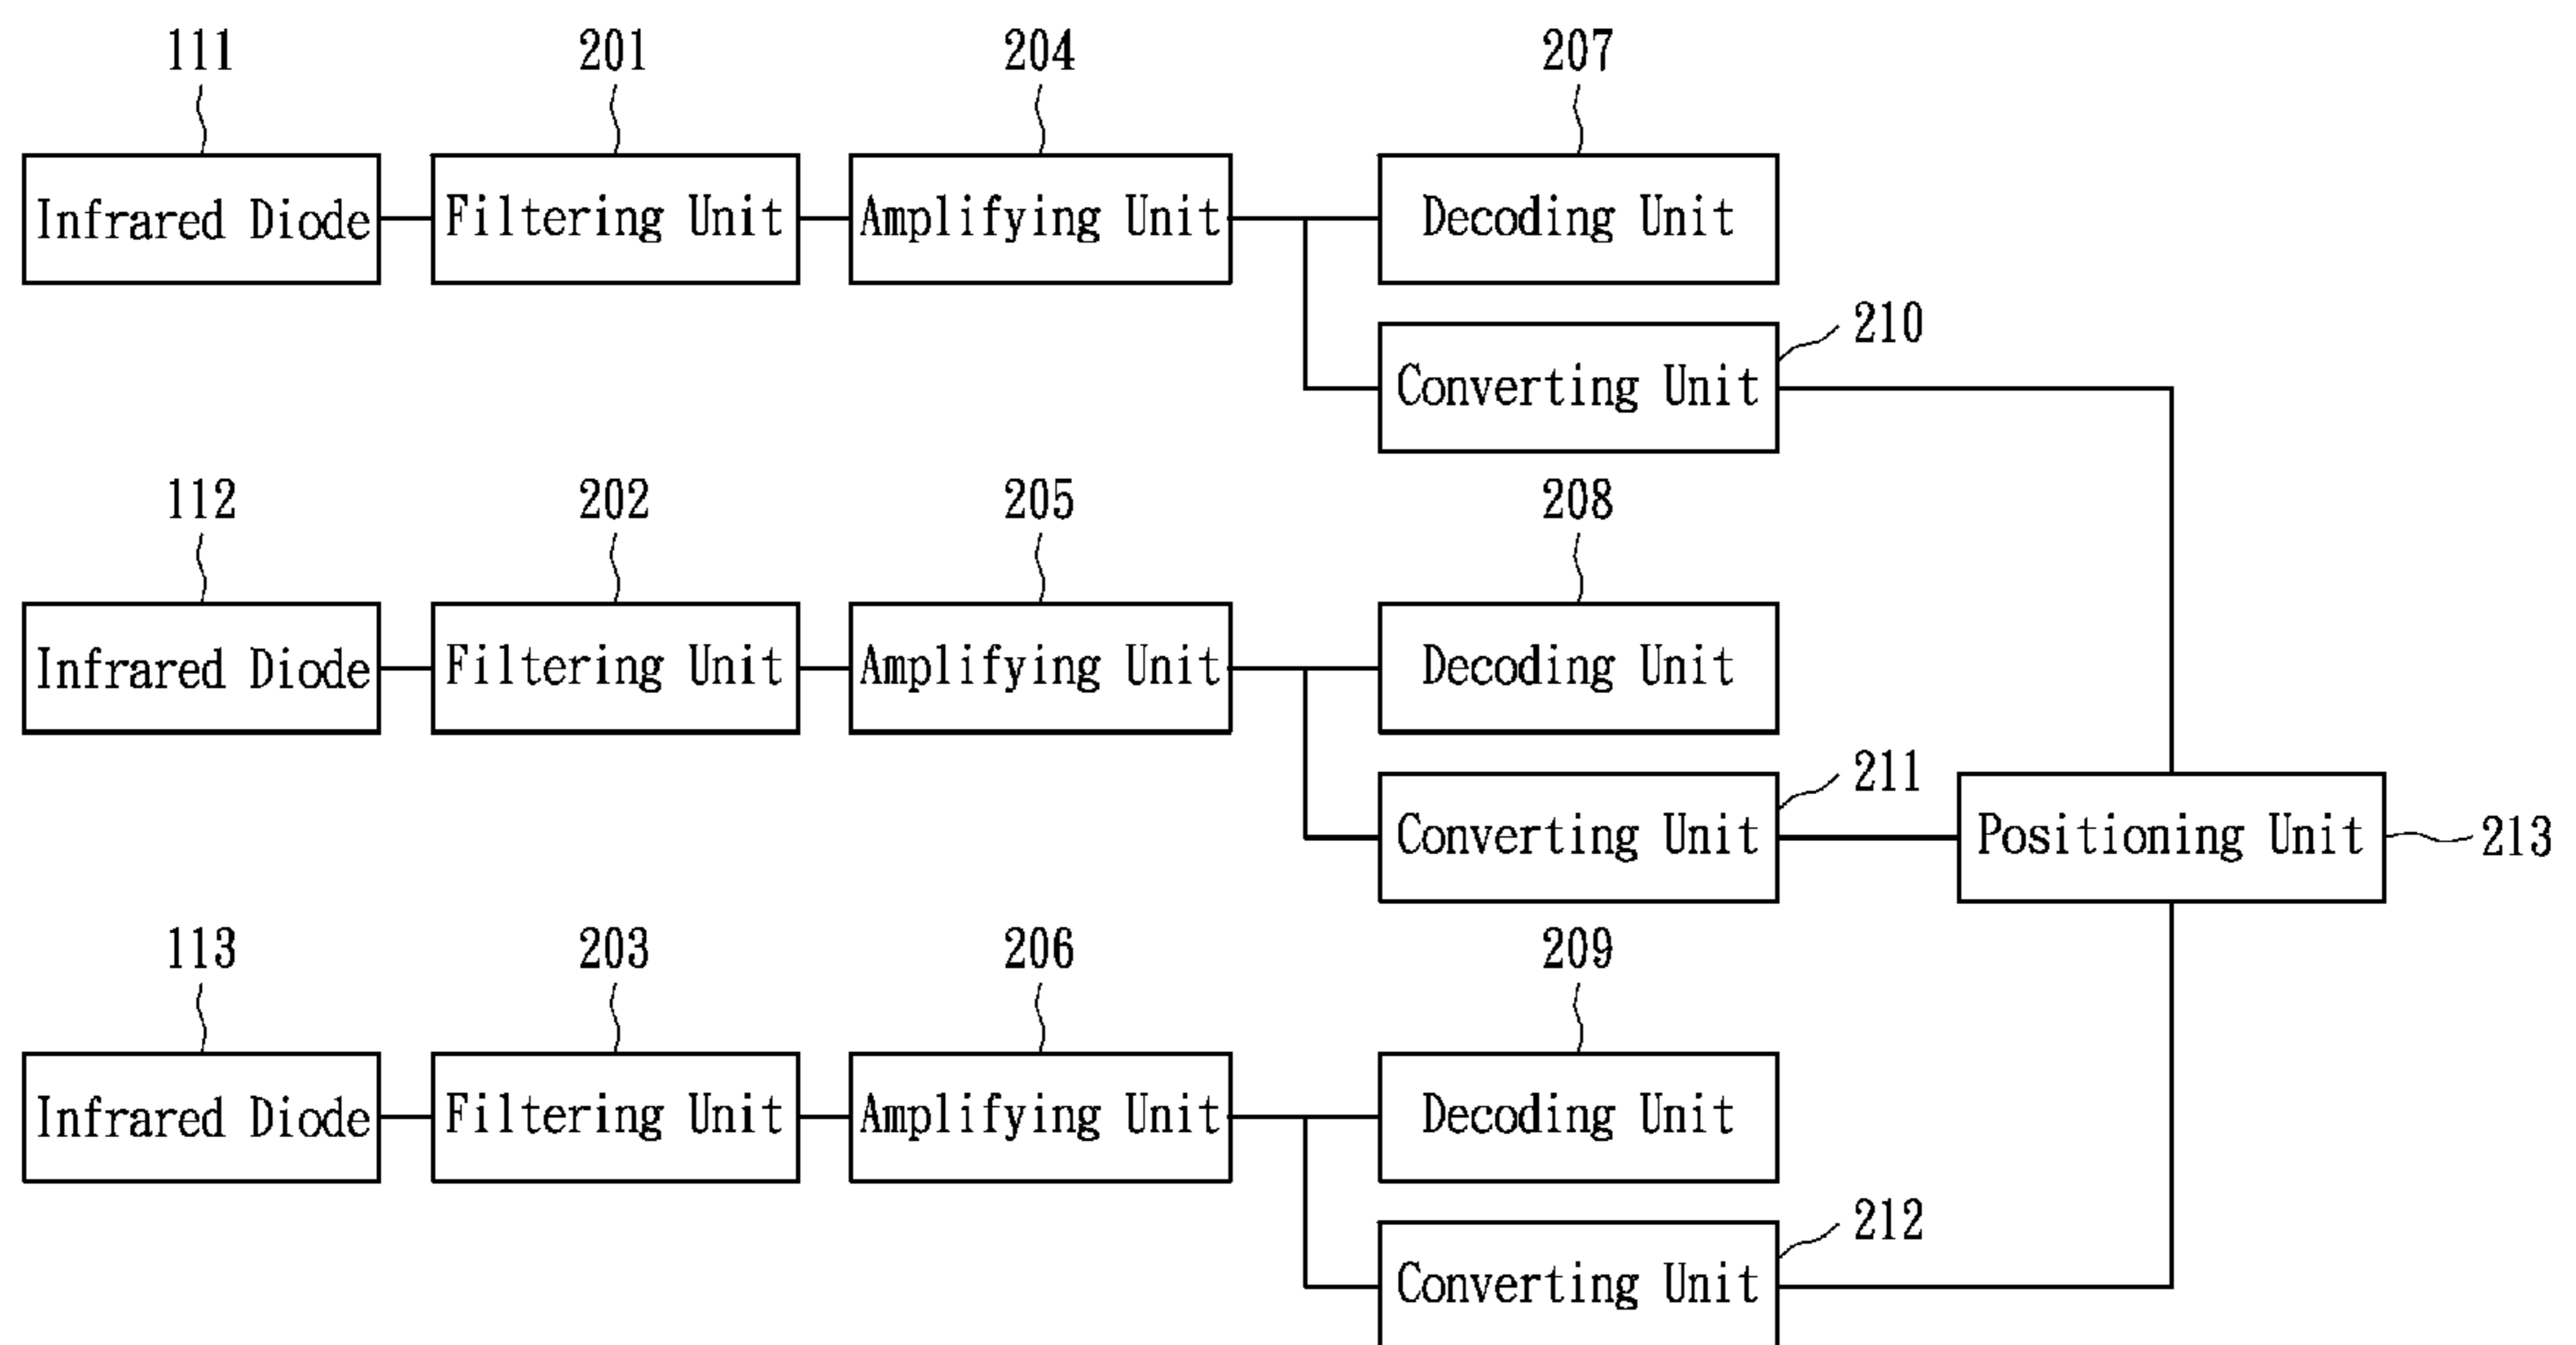 111 201 204 207
Infrared Diode Filtering Unit Amplifying Unit Decoding Unit
210
Converting Unit
112 202 205 208
Infrared Diode Filtering Unit Amplifying Unit Decoding Unit
211
Converting Unit Positioning Unit 213
113 203 206 209
Infrared Diode Filtering Unit Amplifying Unit Decoding Unit
212
Converting Unit